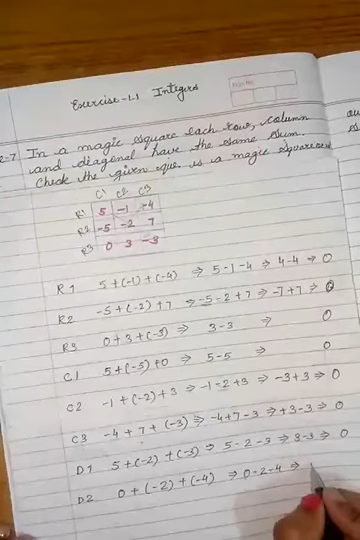 Exercise-1.1 Integers
Q-7 In a magic square each row, column
and diagonal have the same sum.
Check the given sque. is a magic square or
C1 C2 C3
R1 5 -1 -4
R2 -5 -2 7
R3 0 3 -3
R1 5+(-1)+(-4) ⇒ 5-1-4 ⇒ 4-4 ⇒ 0
R2 -5+(-2)+7 ⇒ -5-2+7 ⇒ -7+7 ⇒ 0
R3 0+3+(-3) ⇒ 3-3 ⇒ 0
C1 5+(-5)+0 ⇒ 5-5 ⇒ 0
C2 -1+(-2)+3 ⇒ -1-2+3 ⇒ -3+3 ⇒ 0
C3 -4+7+(-3) ⇒ -4+7-3 ⇒ +3-3 ⇒ 0
D1 5+(-2)+(-3) ⇒ 5-2-3 ⇒ 3-3 ⇒ 0
D2 0+(-2)+(-4) ⇒ 0-2-4 ⇒